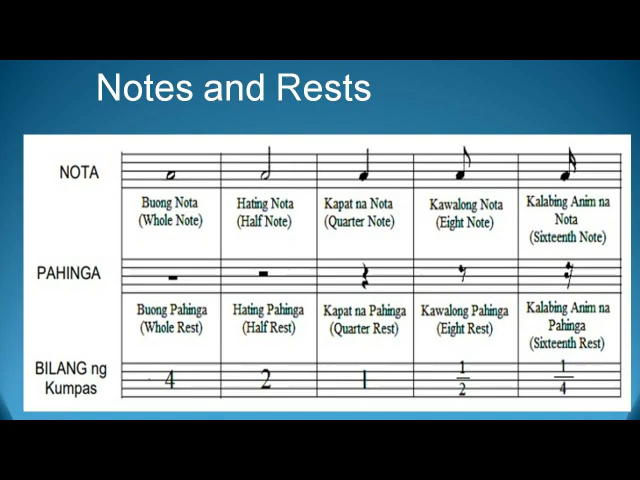 Notes and Rests
NOTA
Buong Nota
(Whole Note)
Hating Nota
(Half Note)
Kapat na Nota
(Quarter Note)
Kawalong Nota
(Eight Note)
Kalabing Anim na
Nota
(Sixteenth Note)
PAHINGA
Buong Pahinga
(Whole Rest)
Hating Pahinga
(Half Rest)
Kapat na Pahinga
(Quarter Rest)
Kawalong Pahinga
(Eight Rest)
Kalabing Anim na
Pahinga
(Sixteenth Rest)
BILANG ng
Kumpas
4
2
1
1/2
1/4